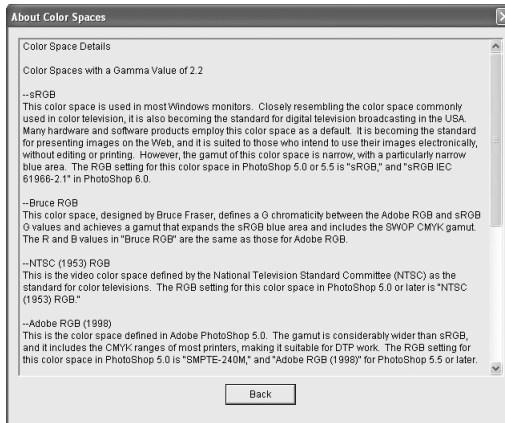 About Color Spaces
Color Space Details
Color Spaces with a Gamma Value of 2.2
--sRGB
This color space is used in most Windows monitors. Closely resembling the color space commonly
used in color television, it is also becoming the standard for digital television broadcasting in the USA.
Many hardware and software products employ this color space as a default. It is becoming the standard
for presenting images on the Web, and it is suited to those who intend to use their images electronically,
without editing or printing. However, the gamut of this color space is narrow, with a particularly narrow
blue area. The RGB setting for this color space in PhotoShop 5.0 or 5.5 is "sRGB," and "sRGB IEC
61966-2.1" in PhotoShop 6.0.
--Bruce RGB
This color space, designed by Bruce Fraser, defines a G chromaticity between the Adobe RGB and sRGB
G values and achieves a gamut that expands the sRGB blue area and includes the SWOP CMYK gamut.
The R and B values in "Bruce RGB" are the same as those for Adobe RGB.
--NTSC (1953) RGB
This is the video color space defined by the National Television Standard Committee (NTSC) as the
standard for color televisions. The RGB setting for this color space in PhotoShop 5.0 or later is "NTSC
(1953) RGB."
--Adobe RGB (1998)
This is the color space defined in Adobe PhotoShop 5.0. The gamut is considerably wider than sRGB,
and it includes the CMYK ranges of most printers, making it suitable for DTP work. The RGB setting for
this color space in PhotoShop 5.0 is "SMPTE-240M," and "Adobe RGB (1998)" for PhotoShop 5.5 or later.
Back